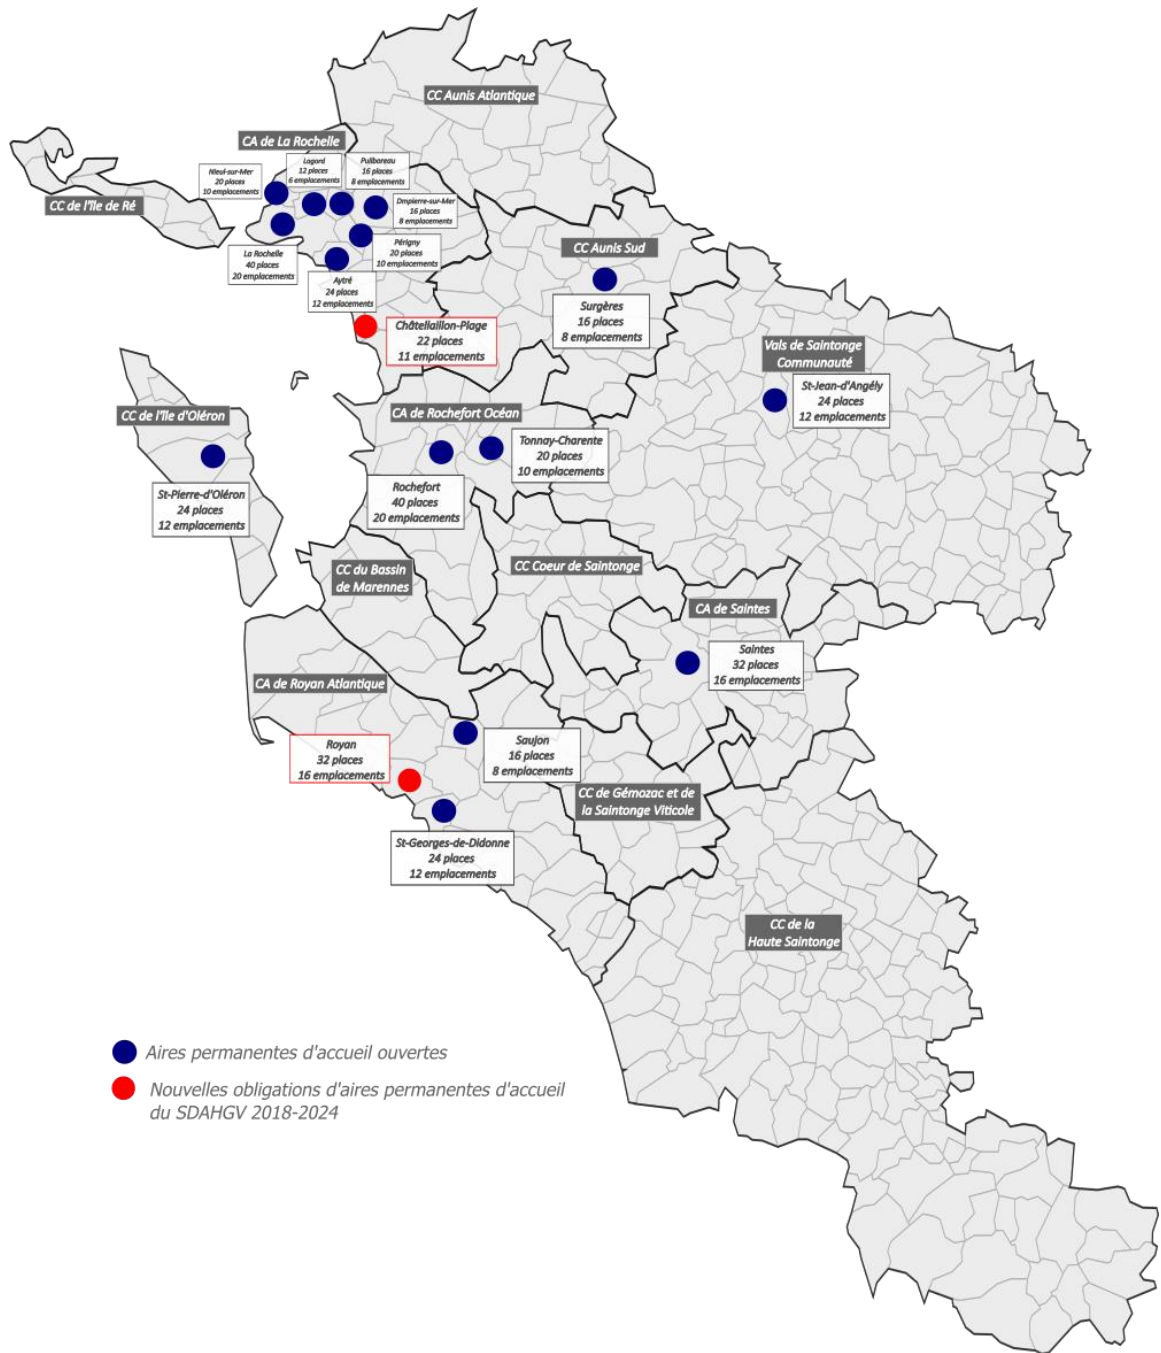 CC Aunis Atlantique
CA de La Rochelle
Nieul-sur-Mer
20 places
10 emplacements
Lagord
12 places
6 emplacements
Puilboreau
16 places
8 emplacements
Dmpierre-sur-Mer
16 places
8 emplacements
CC de l'île de Ré
La Rochelle
40 places
20 emplacements
Périgny
20 places
10 emplacements
Aytré
24 places
12 emplacements
CC Aunis Sud
Surgères
16 places
8 emplacements
Châtellaillon-Plage
22 places
11 emplacements
Vals de Saintonge
Communauté
St-Jean-d'Angély
24 places
12 emplacements
CC de l'île d'Oléron
St-Pierre-d'Oléron
24 places
12 emplacements
CA de Rochefort Océan
Tonnay-Charente
20 places
10 emplacements
Rochefort
40 places
20 emplacements
CC du Bassin
de Marennes
CC Coeur de Saintonge
CA de Saintes
Saintes
32 places
16 emplacements
CA de Royan Atlantique
Royan
32 places
16 emplacements
Saujon
16 places
8 emplacements
St-Georges-de-Didonne
24 places
12 emplacements
CC de Gémozac et de
la Saintonge Viticole
CC de la
Haute Saintonge
Aires permanentes d'accueil ouvertes
Nouvelles obligations d'aires permanentes d'accueil
du SDAHGV 2018-2024